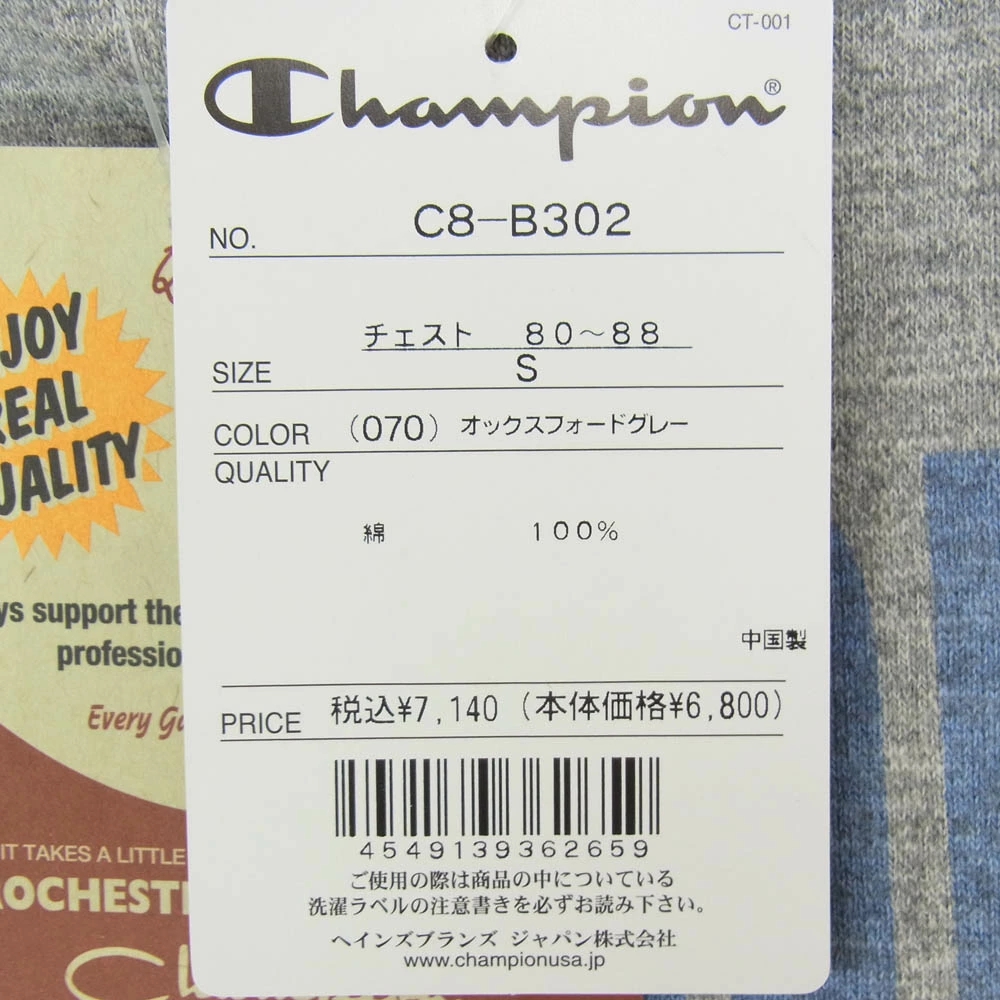 CT-001
Champion®
NO. C8-B302
チェスト 80～88
SIZE S
COLOR (070) オックスフォードグレー
QUALITY
綿 100%
中国製
PRICE 税込¥7,140 (本体価格¥6,800)
4549139362659
ご使用の際は商品の中についている
洗濯ラベルの注意書きを必ずお読み下さい。
ヘインズブランズ ジャパン株式会社
www.championusa.jp
JOY
REAL
UALITY
ys support the
professio
Every Ga
IT TAKES A LITTLE
OCHEST